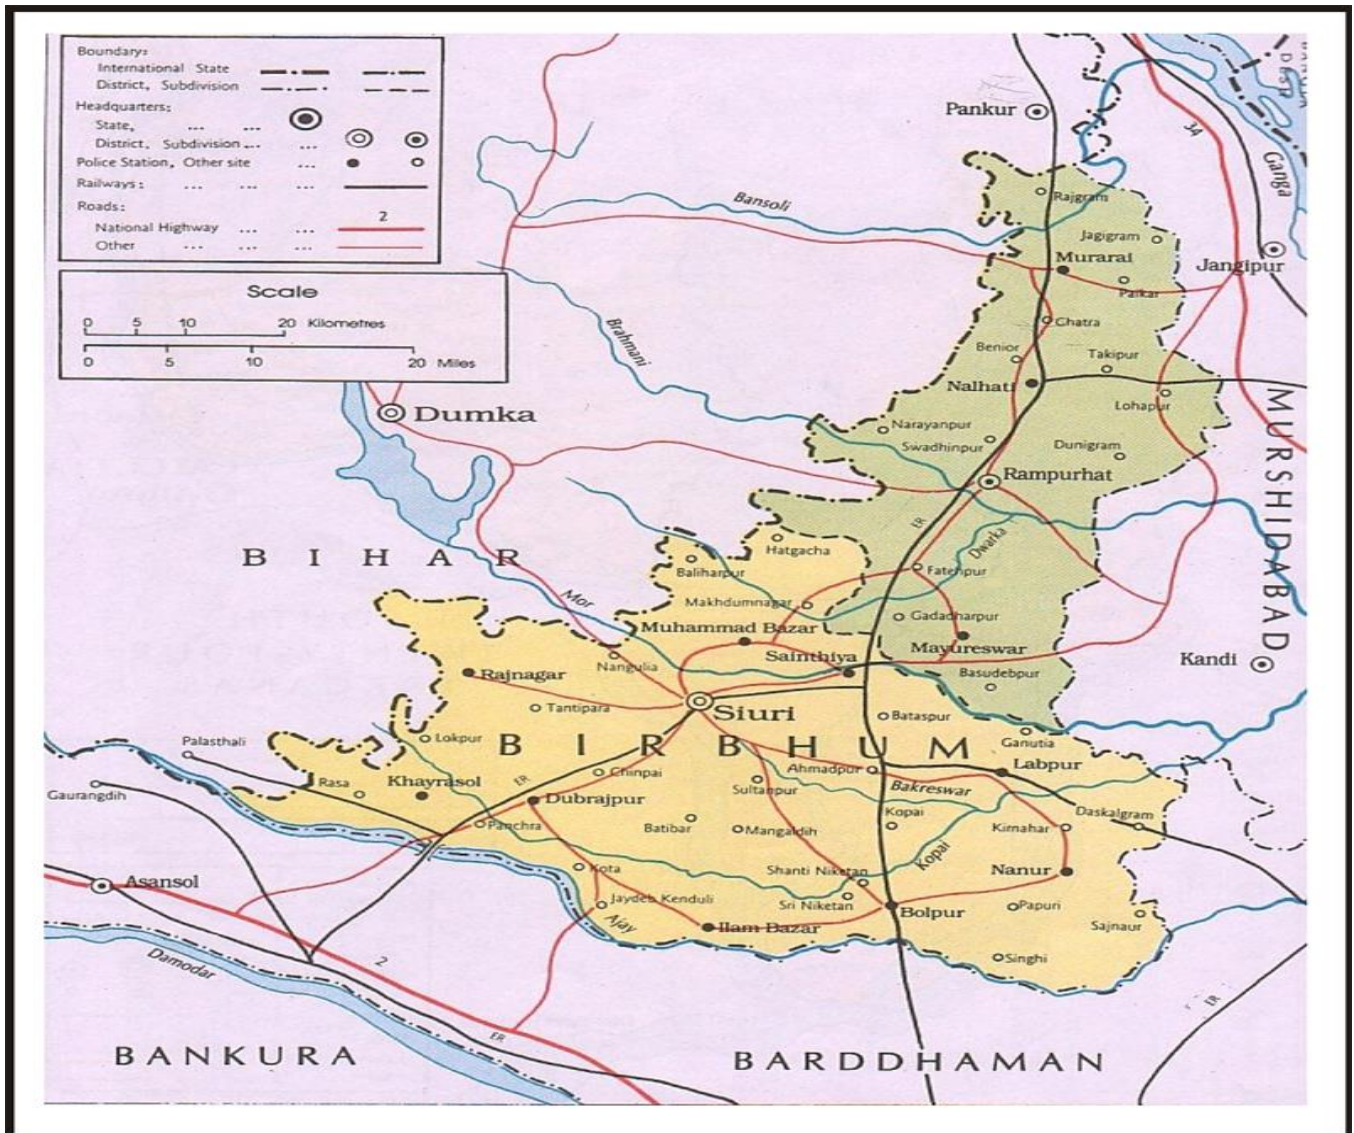 Boundary:
International State
District, Subdivision
Headquarters:
State, ... ...
District, Subdivision ... ...
Police Station, Other site ...
Railways: ... ... ...
Roads:
National Highway ... ... 2
Other ... ... ...
Scale
0 5 10 20 Kilometres
0 5 10 20 Miles
Pankur
34
Ganga
Rajgram
Bansoli
Jagigram
Murarai
Jangipur
Paikar
Chatra
Brahmani
Benior
Takipur
Nalhati
Lohapur
Dumka
Narayanpur
Swadhinpur
Dunigram
Rampurhat
MURSHIDABAD
ER
Dwarka
Hatgacha
BIHAR
Baliharpur
Fatehpur
Mor
Makhdumnagar
Gadadharpur
Muhammad Bazar
Mayureswar
Sainthiya
Kandi
Nangulia
Rajnagar
Basudebpur
Tantipara
Siuri
Bataspur
Lokpur
BIRBHUM
Ganutia
Palasthali
Labpur
Ahmadpur
Chinpai
ER
Rasa
Khayrasol
Sultanpur
Bakreswar
Gaurangdih
Dubrajpur
Kopai
Daskalgram
Panchra
Batibar
Mangaldih
Kirnahar
Kopai
Kota
Shanti Niketan
Nanur
Asansol
Jaydeb Kenduli
Sri Niketan
Bolpur
Papuri
Ajay
Ilam Bazar
Sajnaur
Singhi
Damodar
2
ER
ER
BANKURA
BARDDHAMAN